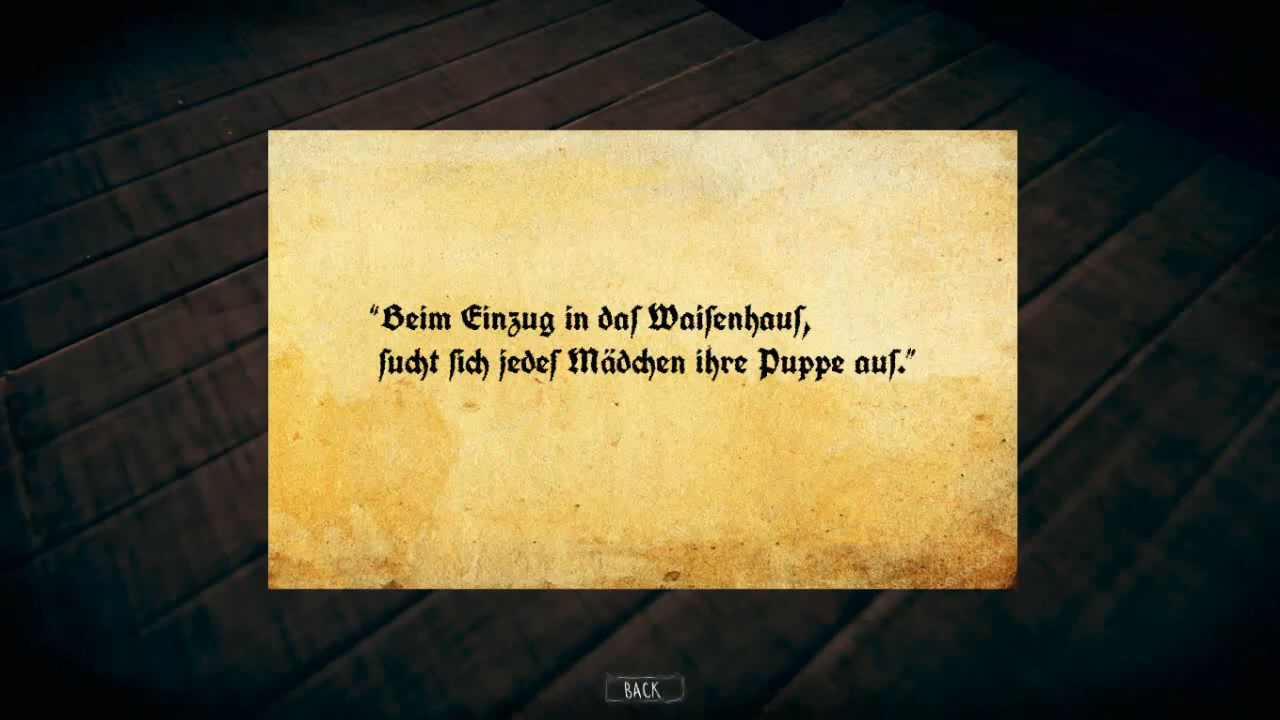 “Beim Einzug in daſ Waiſenhauſ,
ſucht ſich jedeſ Mädchen ihre Puppe auſ.”
BACK